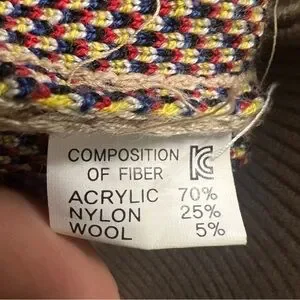 COMPOSITION
OF FIBER
ACRYLIC 70%
NYLON 25%
WOOL 5%